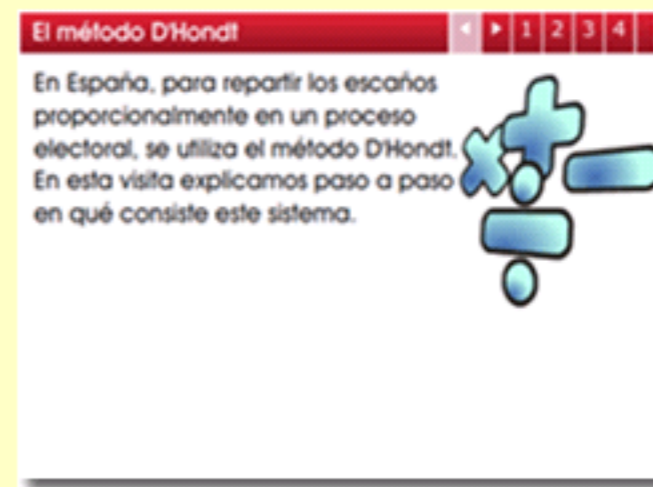 El método D'Hondt
1 2 3 4
En España, para repartir los escaños
proporcionalmente en un proceso
electoral, se utiliza el método D'Hondt.
En esta visita explicamos paso a paso
en qué consiste este sistema.